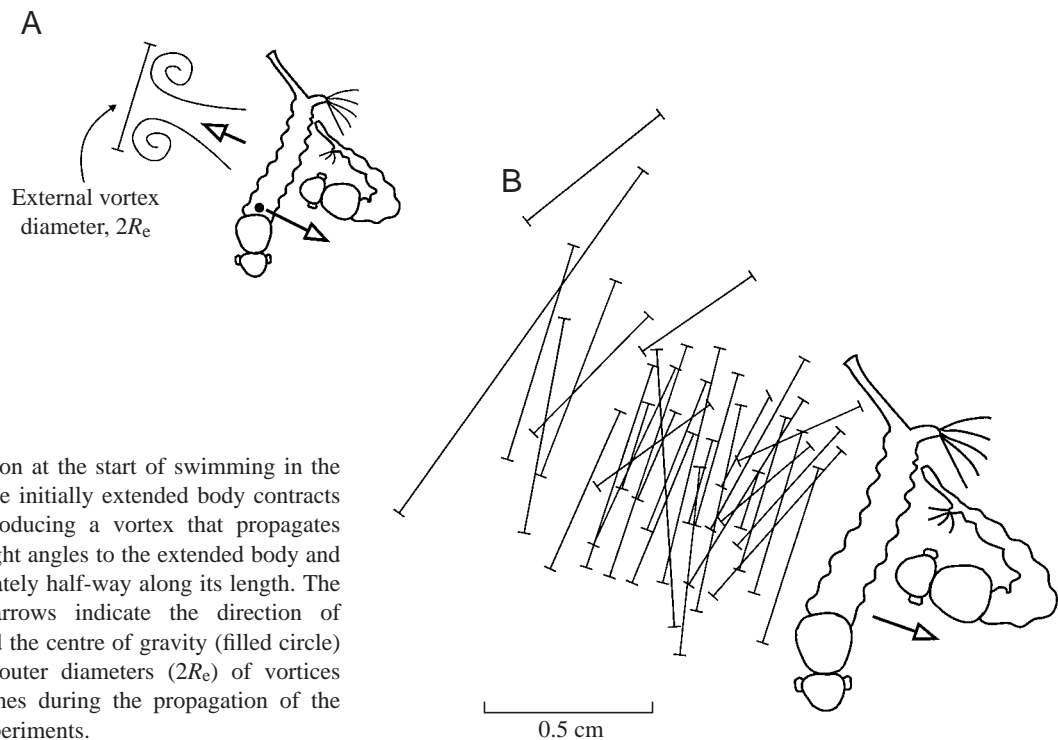 A
External vortex
diameter, 2Re
B
on at the start of swimming in the
e initially extended body contracts
oducing a vortex that propagates
ght angles to the extended body and
ately half-way along its length. The
arrows indicate the direction of
d the centre of gravity (filled circle)
outer diameters (2Re) of vortices
nes during the propagation of the
periments.
0.5 cm